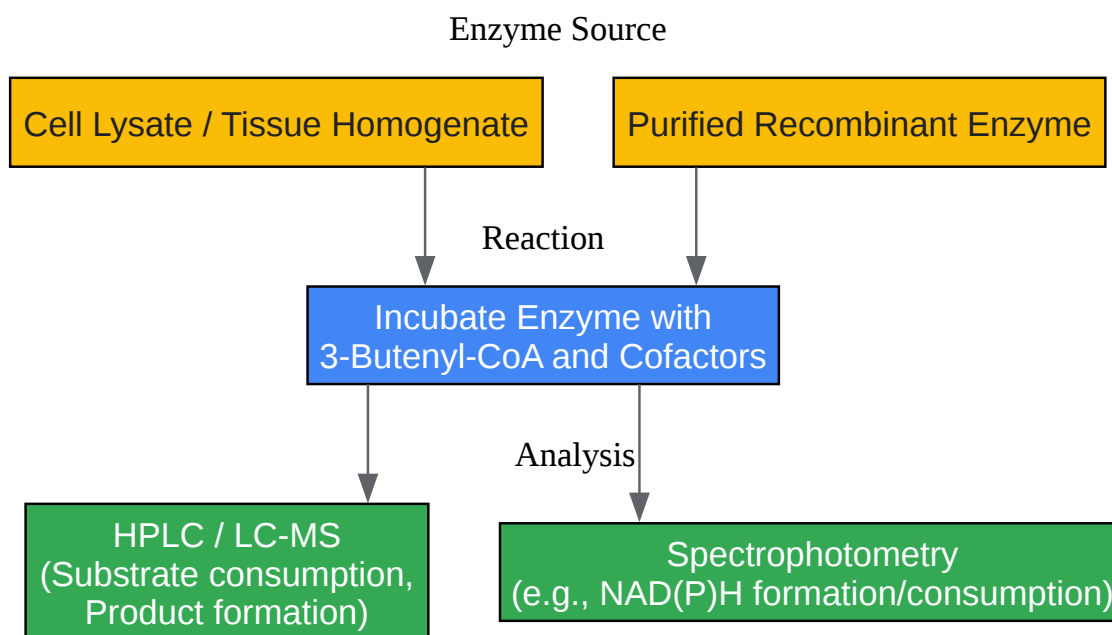 Enzyme Source
Cell Lysate / Tissue Homogenate
Purified Recombinant Enzyme
Reaction
Incubate Enzyme with
3-Butenyl-CoA and Cofactors
Analysis
HPLC / LC-MS
(Substrate consumption,
Product formation)
Spectrophotometry
(e.g., NAD(P)H formation/consumption)